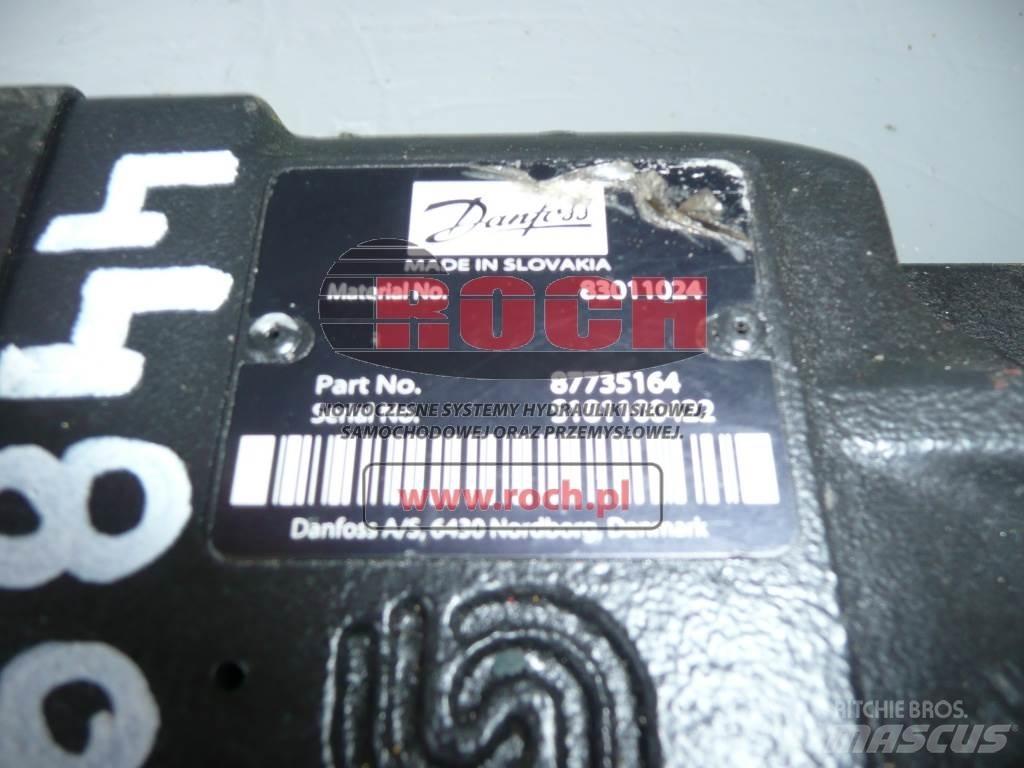 Danfoss
MADE IN SLOVAKIA
Material No. 83011024
ROCH
Part No. 87735164
NOWOCZESNE SYSTEMY HYDRAULIKI SIŁOWEJ,
SAMOCHODOWEJ ORAZ PRZEMYSŁOWEJ.
www.roch.pl
Danfoss A/S, 6430 Nordborg, Denmark
RITCHIE BROS.
MASCUS